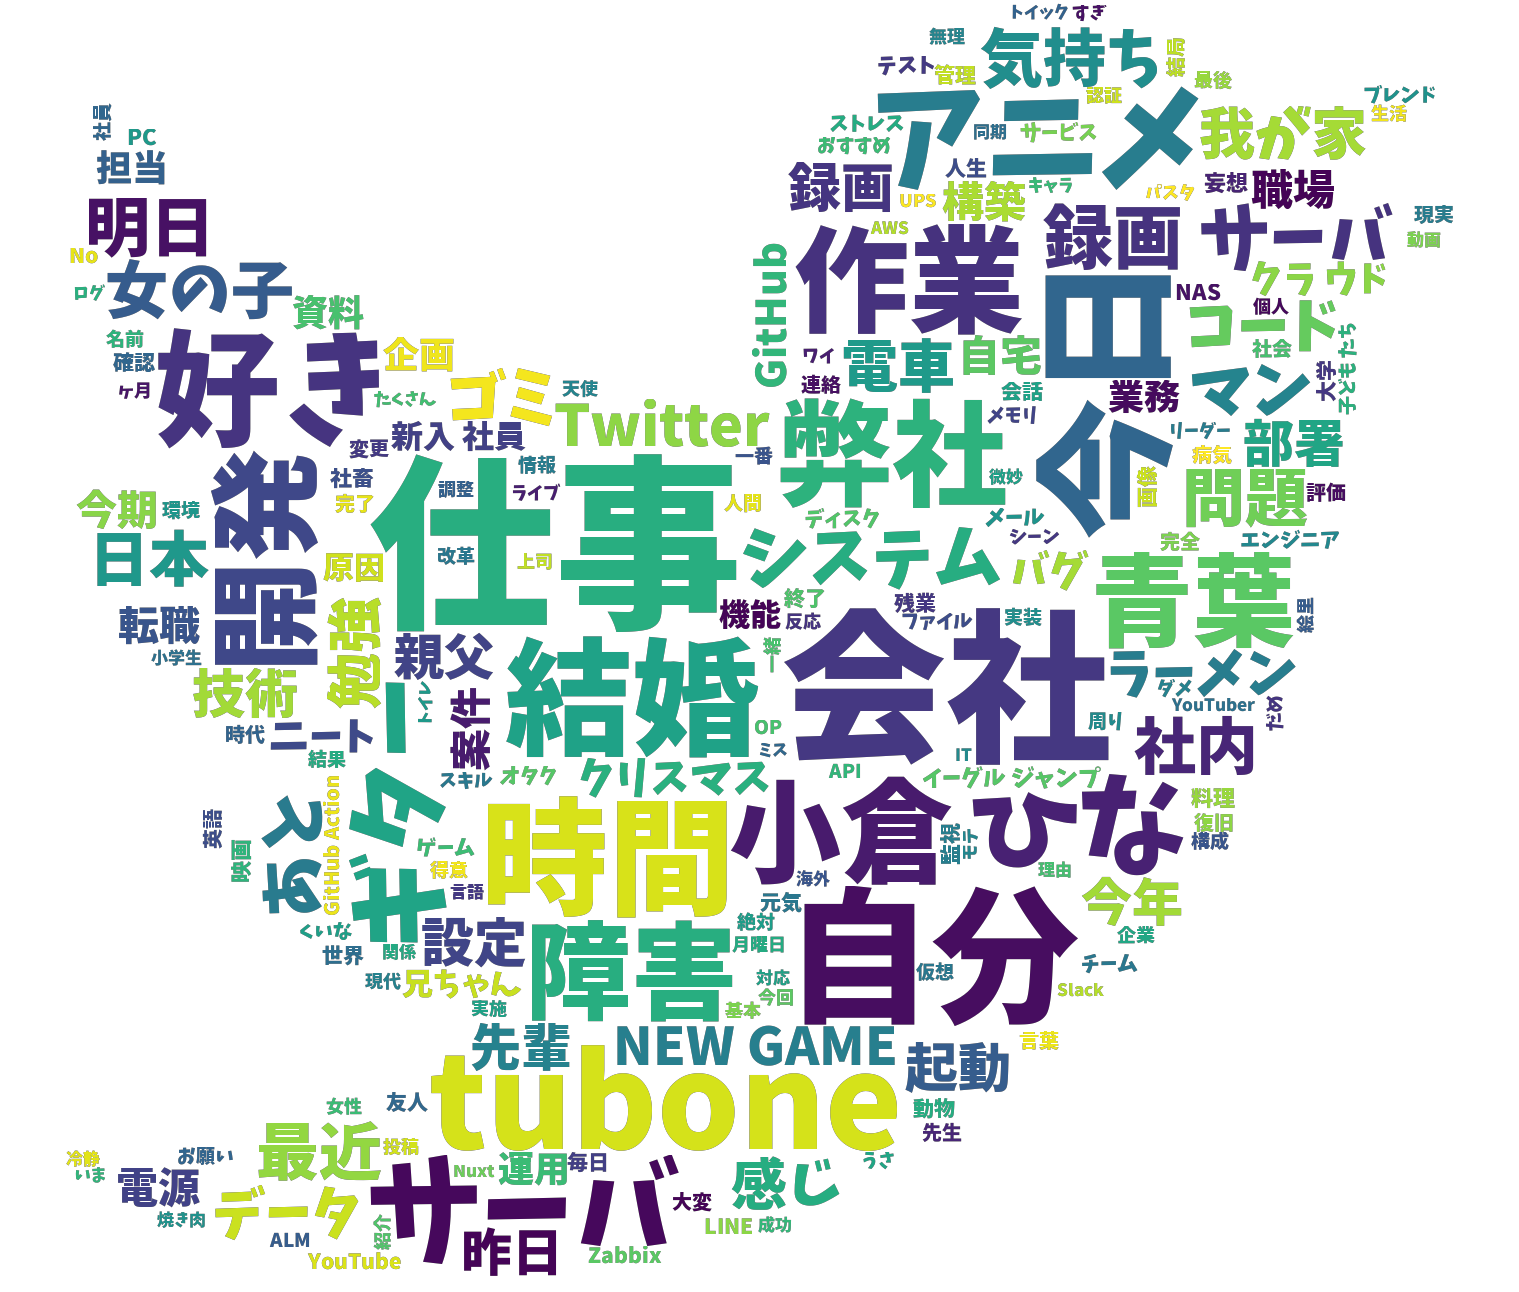 トイック
すぎ
無理
気持ち
結局
テスト
管理
最後
アニメ
認証
ブレンド
生活
社員
PC
ストレス
同期
サービス
我が家
おすすめ
担当
録画
人生
キャラ
パスタ
妄想
職場
UPS
構築
明日
AWS
録画
サーバ
現実
動画
No
女の子
GitHub
作業
今日
クラウド
ログ
資料
NAS
個人
コード
名前
確認
好き
企画
ワイ
電車
自宅
社会
子どもたち
ヶ月
たくさん
ゴミ
天使
連絡
会話
業務
マン
大学
Twitter
弊社
メモリ
リーダー
部署
変更
新入 社員
一番
病気
社畜
情報
微妙
画像
問題
評価
開発
調整
ライブ
人間
今期
環境
完了
仕事
ディスク
メール
シーン
完全
エンジニア
日本
改革
上司
システム
バグ
青葉
原因
転職
勉強
機能
終了
反応
残業
ファイル
実装
絵里
小学生
親父
結婚
一緒
会社
ラーメン
ダメ
技術
トイレ
案件
YouTuber
だめ
時代
ニート
OP
周り
社内
結果
ミス
IT
スキル
オタク
クリスマス
API
イーグル ジャンプ
英語
あと
GitHub Action
ギター
時間
小倉ひな
料理
復旧
映画
ゲーム
監視
モテ
構成
得意
言語
海外
理由
くいな
設定
元気
自分
今年
世界
関係
障害
絶対
月曜日
企業
現代
兄ちゃん
対応
仮想
チーム
実施
基本
今回
Slack
先輩
NEW GAME
言葉
起動
tubone
女性
友人
動物
先生
最近
投稿
冷静
いま
お願い
電源
Nuxt
運用
毎日
感じ
うさ
データ
サーバ
大変
焼き肉
紹介
昨日
LINE
成功
ALM
YouTube
Zabbix